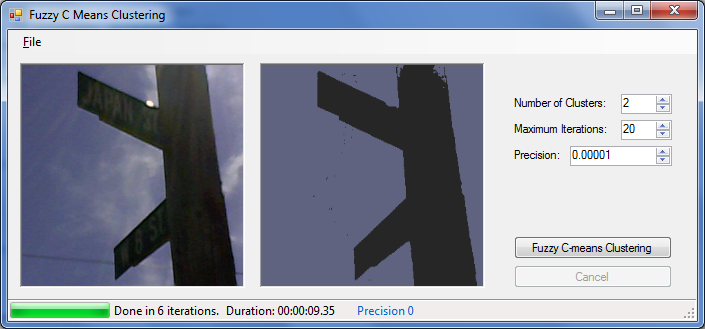 Fuzzy C Means Clustering
File
JAPAN ST
N 8 ST
Number of Clusters: 2
Maximum Iterations: 20
Precision: 0.00001
Fuzzy C-means Clustering
Cancel
Done in 6 iterations. Duration: 00:00:09.35 Precision 0